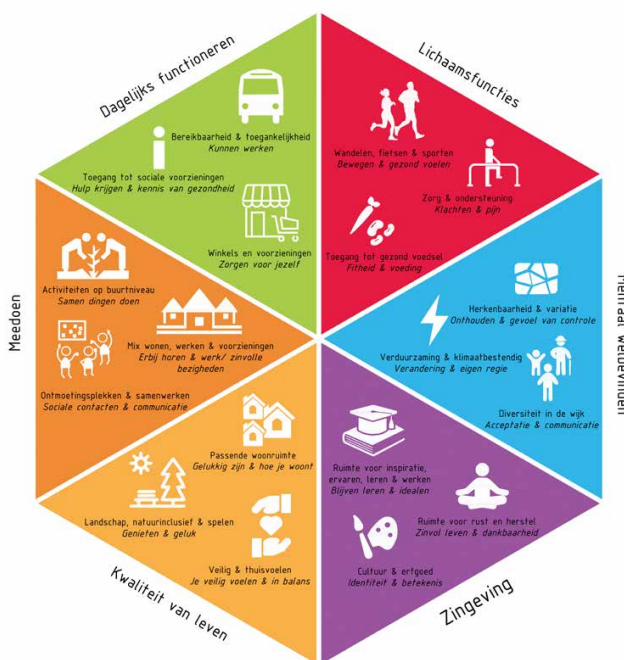 Dagelijks functioneren
Lichaamsfuncties
Bereikbaarheid & toegankelijkheid
Kunnen werken
Toegang tot sociale voorzieningen
Hulp krijgen & kennis van gezondheid
Winkels en voorzieningen
Zorgen voor jezelf
Wandelen, fietsen & sporten
Bewegen & gezond voelen
Zorg & ondersteuning
Klachten & pijn
Toegang tot gezond voedsel
Fitheid & voeding
Meedoen
Activiteiten op buurtniveau
Samen dingen doen
Mix wonen, werken & voorzieningen
Erbij horen & werk/ zinvolle
bezigheden
Ontmoetingsplekken & samenwerken
Sociale contacten & communicatie
Mentaal welbevinden
Herkenbaarheid & variatie
Onthouden & gevoel van controle
Verduurzaming & klimaatbestendig
Verandering & eigen regie
Diversiteit in de wijk
Acceptatie & communicatie
Passende woonruimte
Gelukkig zijn & hoe je woont
Landschap, natuurinclusief & spelen
Genieten & geluk
Veilig & thuisvoelen
Je veilig voelen & in balans
Kwaliteit van leven
Ruimte voor inspiratie,
ervaren, leren & werken
Blijven leren & idealen
Ruimte voor rust en herstel
Zinvol leven & dankbaarheid
Cultuur & erfgoed
Identiteit & betekenis
Zingeving